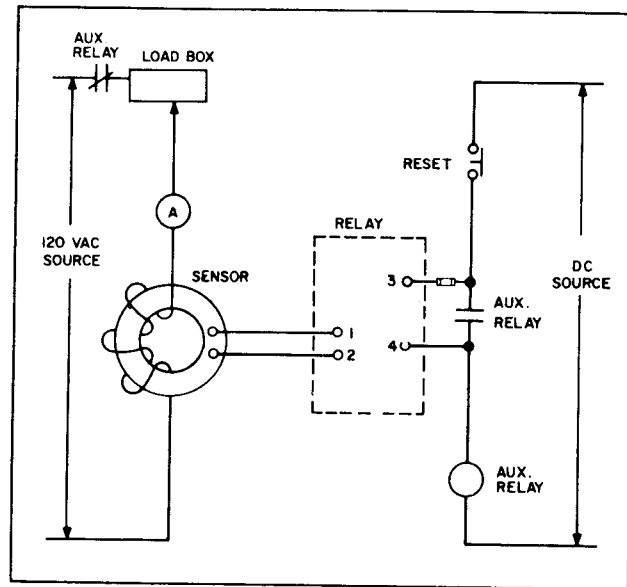 AUX.
RELAY
LOAD BOX
RESET
A
RELAY
120 VAC
SOURCE
SENSOR
3
DC
SOURCE
AUX.
RELAY
1
2
4
AUX.
RELAY